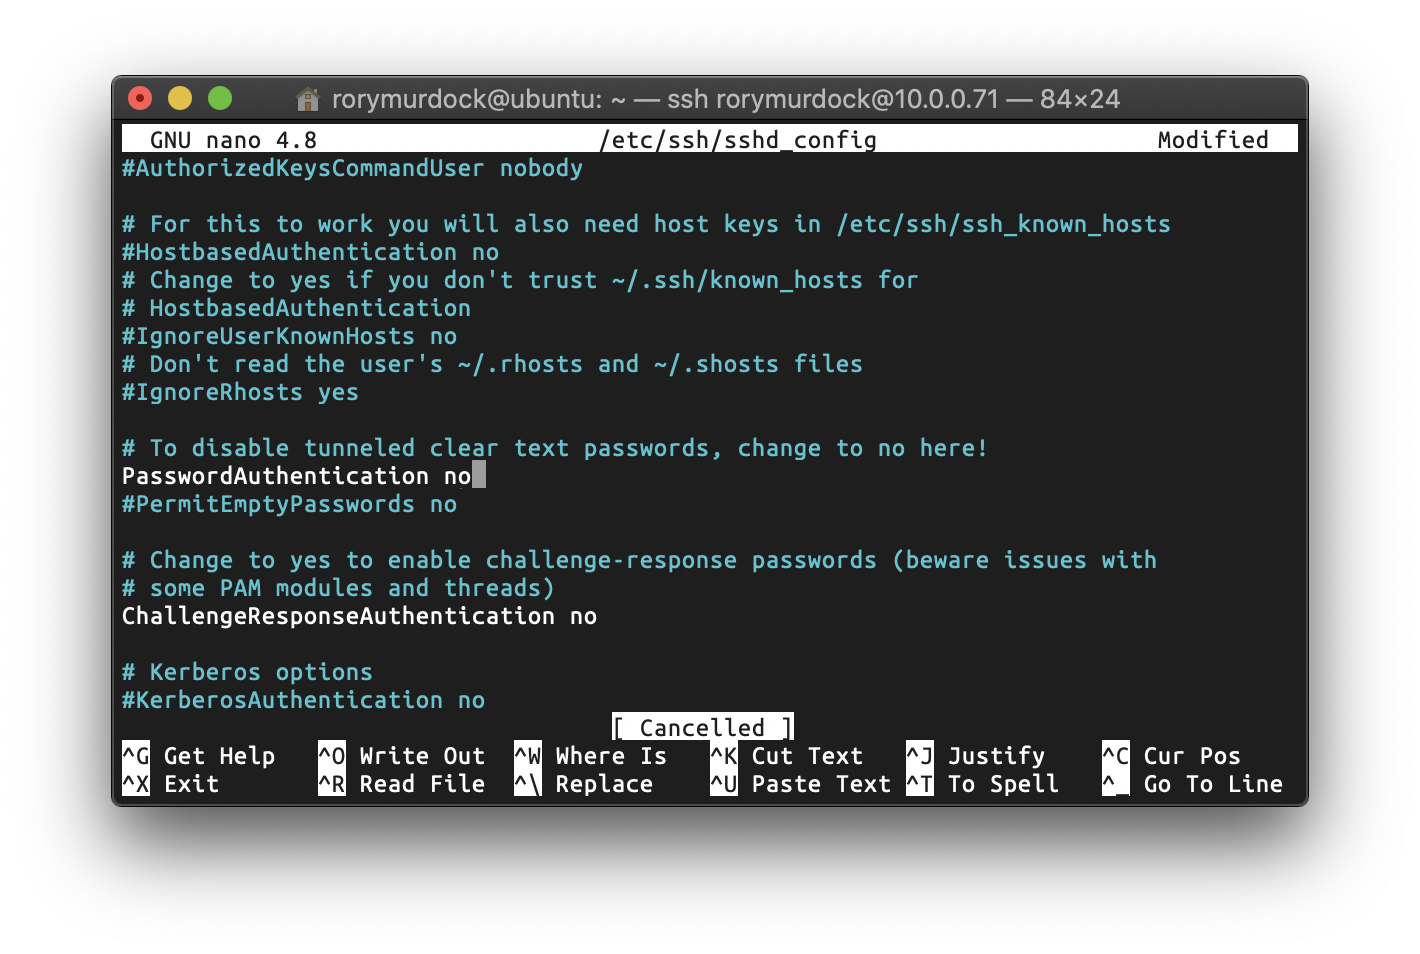 rorymurdock@ubuntu: ~ — ssh rorymurdock@10.0.0.71 — 84×24
GNU nano 4.8 /etc/ssh/sshd_config Modified
#AuthorizedKeysCommandUser nobody
# For this to work you will also need host keys in /etc/ssh/ssh_known_hosts
#HostbasedAuthentication no
# Change to yes if you don't trust ~/.ssh/known_hosts for
# HostbasedAuthentication
#IgnoreUserKnownHosts no
# Don't read the user's ~/.rhosts and ~/.shosts files
#IgnoreRhosts yes
# To disable tunneled clear text passwords, change to no here!
PasswordAuthentication no
#PermitEmptyPasswords no
# Change to yes to enable challenge-response passwords (beware issues with
# some PAM modules and threads)
ChallengeResponseAuthentication no
# Kerberos options
#KerberosAuthentication no
[ Cancelled ]
^G Get Help ^O Write Out ^W Where Is ^K Cut Text ^J Justify ^C Cur Pos
^X Exit ^R Read File ^\ Replace ^U Paste Text ^T To Spell ^_ Go To Line